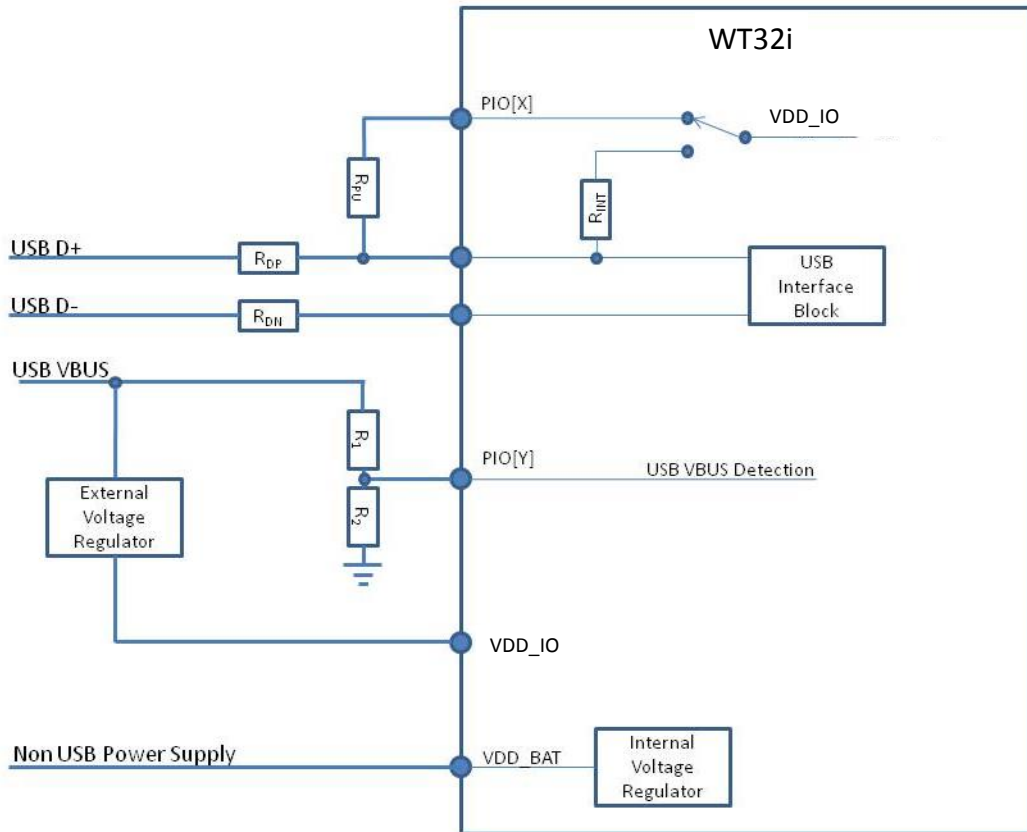 WT32i
PIO[X]
VDD_IO
RPU
RINT
USB D+
RDP
USB
Interface
Block
USB D-
RDN
USB VBUS
R1
PIO[Y]
USB VBUS Detection
External
Voltage
Regulator
R2
VDD_IO
Non USB Power Supply
VDD_BAT
Internal
Voltage
Regulator